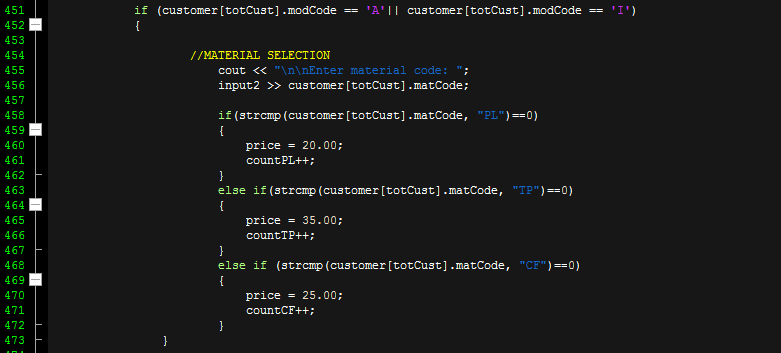 451 if (customer[totCust].modCode == 'A'|| customer[totCust].modCode == 'I')
452 {
453
454 //MATERIAL SELECTION
455 cout << "\n\nEnter material code: ";
456 input2 >> customer[totCust].matCode;
457
458 if(strcmp(customer[totCust].matCode, "PL")==0)
459 {
460 price = 20.00;
461 countPL++;
462 }
463 else if(strcmp(customer[totCust].matCode, "TP")==0)
464 {
465 price = 35.00;
466 countTP++;
467 }
468 else if (strcmp(customer[totCust].matCode, "CF")==0)
469 {
470 price = 25.00;
471 countCF++;
472 }
473 }